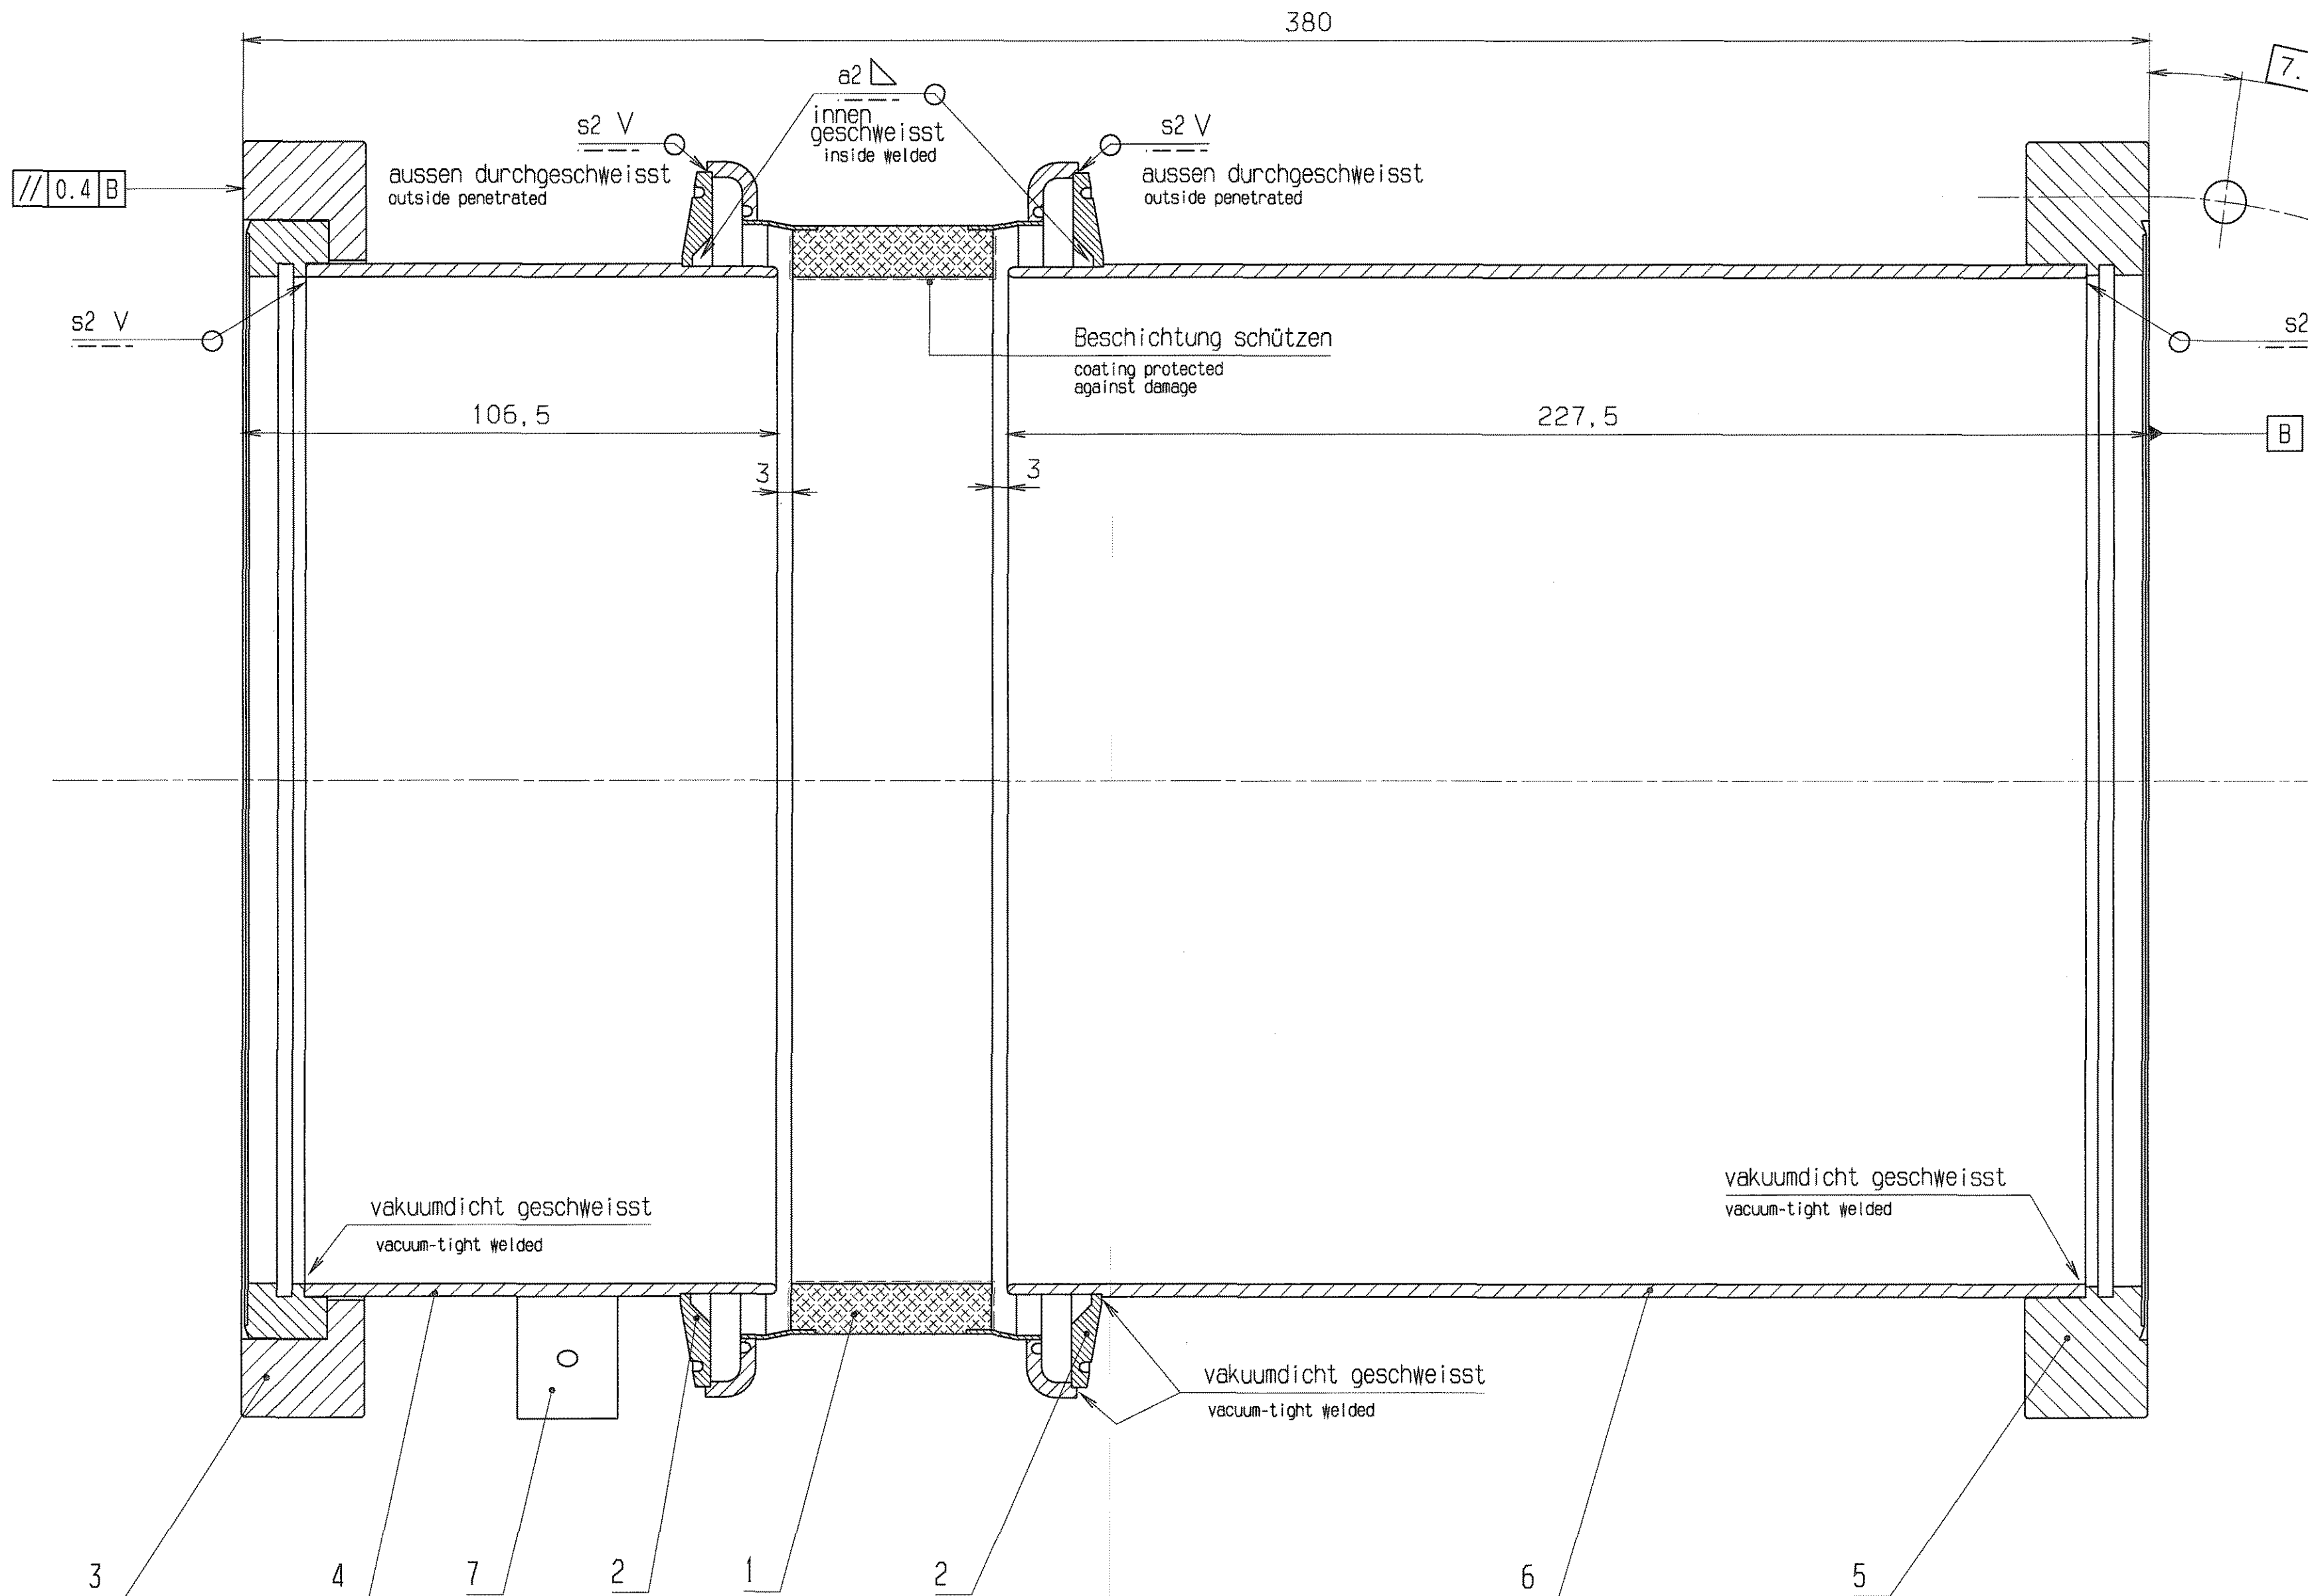 380
7.
a2
innen
geschweisst
inside welded
s2 V
aussen durchgeschweisst
outside penetrated
s2 V
aussen durchgeschweisst
outside penetrated
// 0.4 B
s2 V
s2
Beschichtung schützen
coating protected
against damage
106,5
227,5
B
3
3
vakuumdicht geschweisst
vacuum-tight welded
vakuumdicht geschweisst
vacuum-tight welded
vakuumdicht geschweisst
vacuum-tight welded
3 4 7 2 1 2 6 5